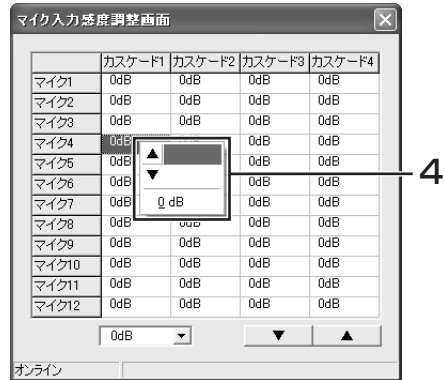 マイク入力感度調整画面
カスケード1 カスケード2 カスケード3 カスケード4
マイク1 0dB 0dB 0dB 0dB
マイク2 0dB 0dB 0dB 0dB
マイク3 0dB 0dB 0dB 0dB
マイク4 0dB 0dB 0dB
マイク5 0dB ▲ 0dB 0dB
マイク6 0dB ▼ 0dB 0dB
マイク7 0dB 0 dB 0dB 0dB
マイク8 0dB 0dB 0dB 0dB
マイク9 0dB 0dB 0dB 0dB
マイク10 0dB 0dB 0dB 0dB
マイク11 0dB 0dB 0dB 0dB
マイク12 0dB 0dB 0dB 0dB
4
0dB ▼ ▼ ▲
オンライン